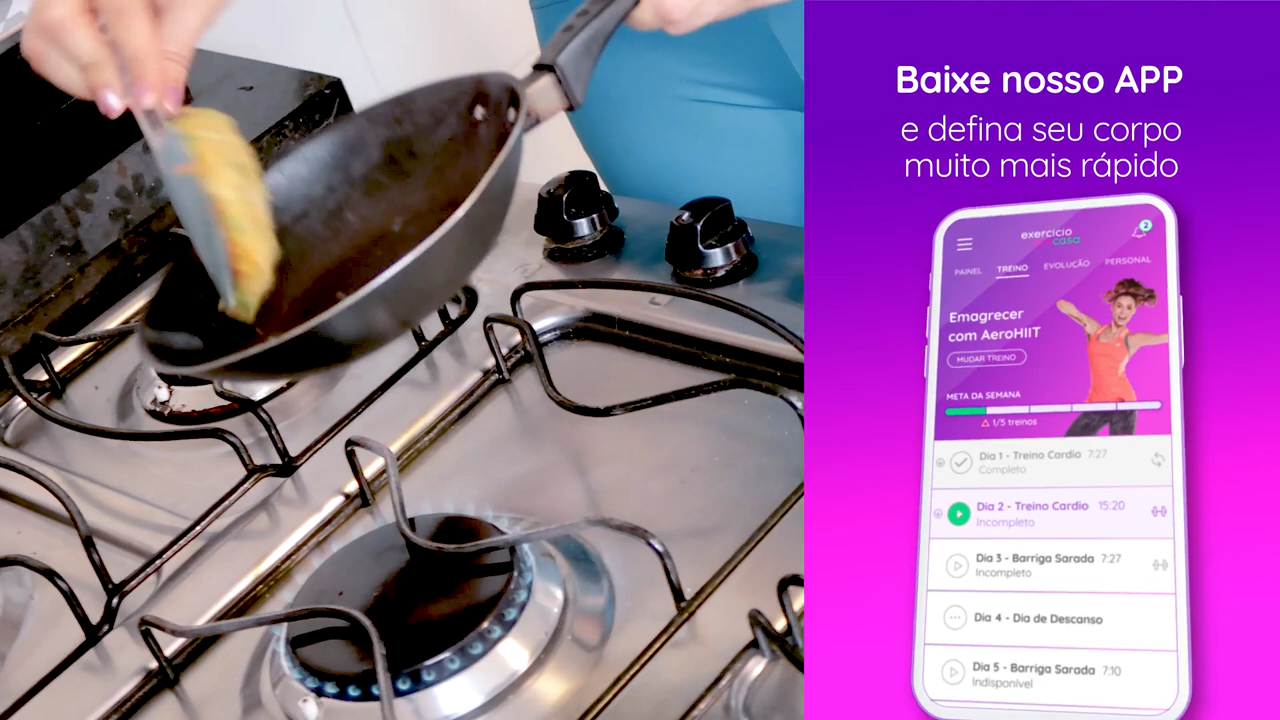 Baixe nosso APP
e defina seu corpo
muito mais rápido
exercício
casa
2
PAINEL TREINO EVOLUÇÃO PERSONAL
Emagrecer
com AeroHIIT
MUDAR TREINO
META DA SEMANA
1/5 treinos
Dia 1 - Treino Cardio 7:27
Completo
Dia 2 - Treino Cardio 15:20
Incompleto
Dia 3 - Barriga Sarada 7:27
Incompleto
Dia 4 - Dia de Descanso
Dia 5 - Barriga Sarada 7:10
Indisponível